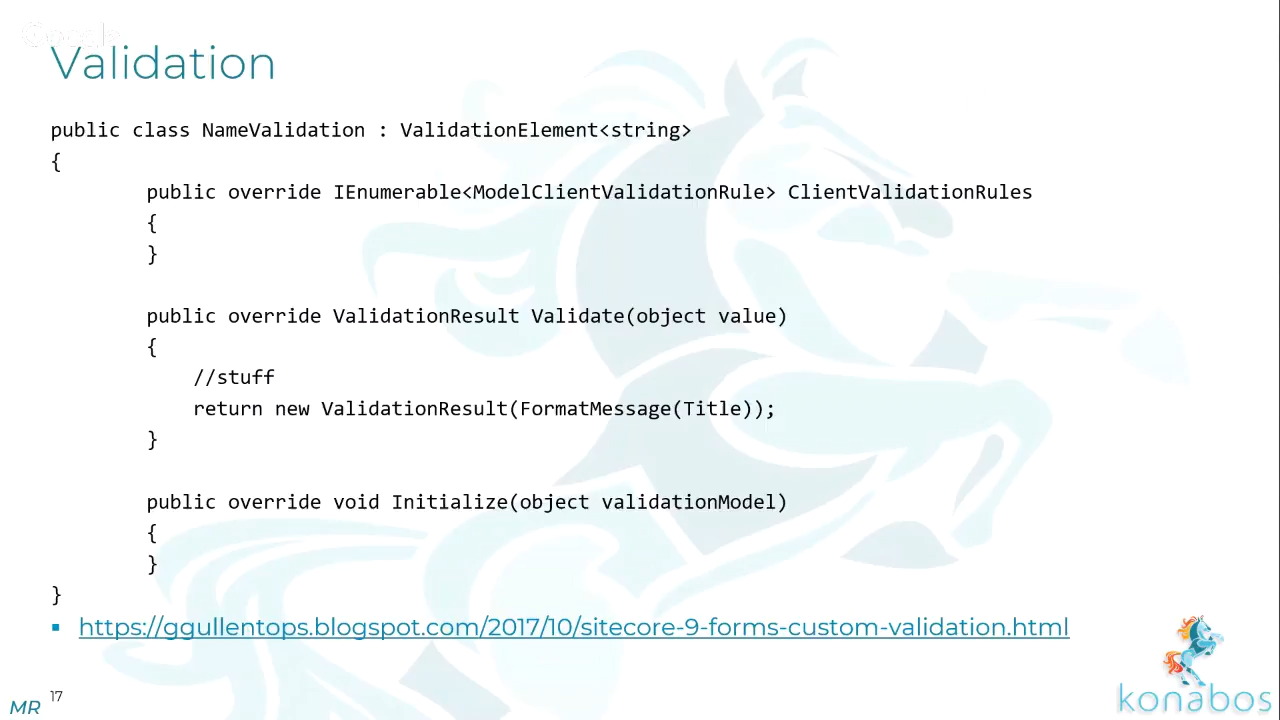 Google
Validation
public class NameValidation : ValidationElement<string>
{
public override IEnumerable<ModelClientValidationRule> ClientValidationRules
{
}
public override ValidationResult Validate(object value)
{
//stuff
return new ValidationResult(FormatMessage(Title));
}
public override void Initialize(object validationModel)
{
}
}
▪ https://ggullentops.blogspot.com/2017/10/sitecore-9-forms-custom-validation.html
MR 17
konabos